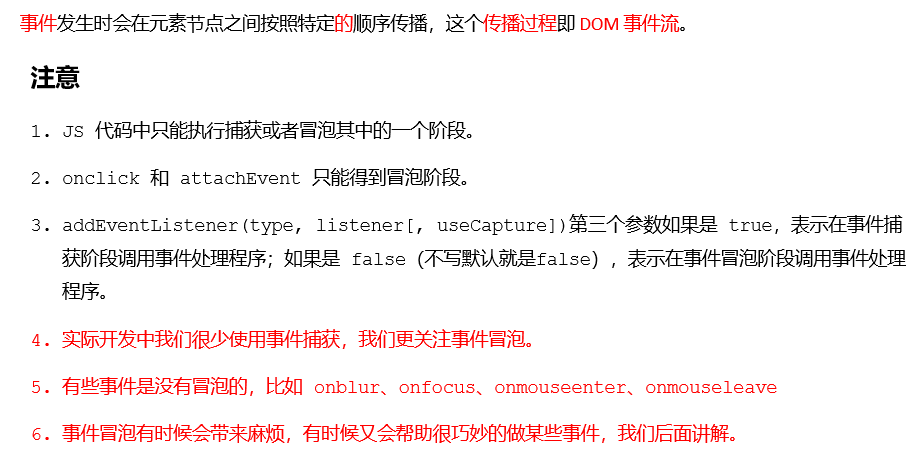 事件发生时会在元素节点之间按照特定的顺序传播，这个传播过程即 DOM 事件流。
注意
1. JS 代码中只能执行捕获或者冒泡其中的一个阶段。
2. onclick 和 attachEvent 只能得到冒泡阶段。
3. addEventListener(type, listener[, useCapture])第三个参数如果是 true，表示在事件捕
获阶段调用事件处理程序；如果是 false（不写默认就是false），表示在事件冒泡阶段调用事件处理
程序。
4. 实际开发中我们很少使用事件捕获，我们更关注事件冒泡。
5. 有些事件是没有冒泡的，比如 onblur、onfocus、onmouseenter、onmouseleave
6. 事件冒泡有时候会带来麻烦，有时候又会帮助很巧妙的做某些事件，我们后面讲解。